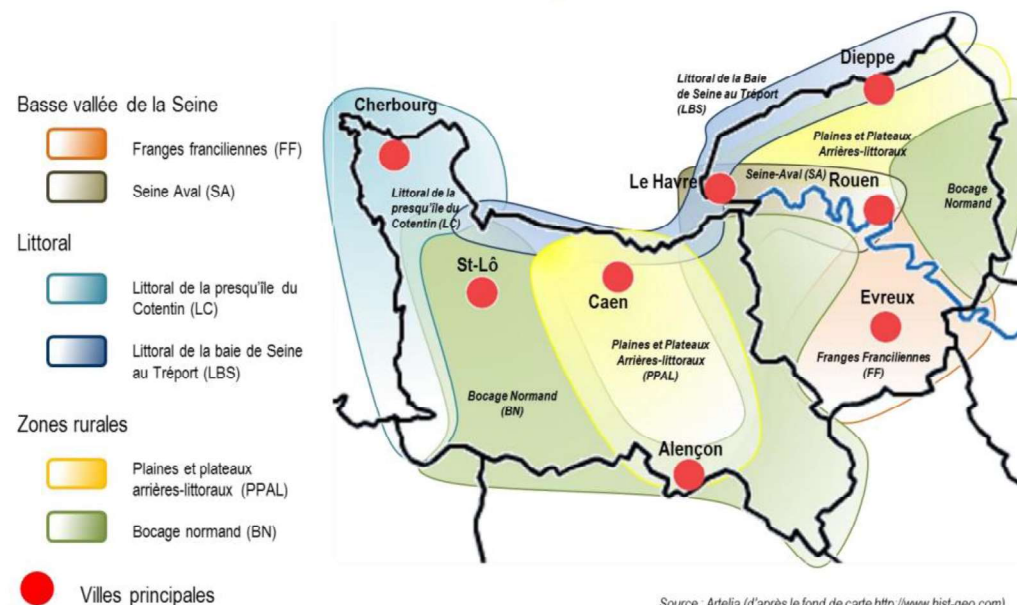 Basse vallée de la Seine
Franges franciliennes (FF)
Seine Aval (SA)
Littoral
Littoral de la presqu'île du
Cotentin (LC)
Littoral de la baie de Seine
au Tréport (LBS)
Zones rurales
Plaines et plateaux
arrières-littoraux (PPAL)
Bocage normand (BN)
Villes principales
Cherbourg
Littoral de la
presqu'île du
Cotentin (LC)
St-Lô
Bocage Normand
(BN)
Caen
Plaines et Plateaux
Arrières-littoraux
(PPAL)
Alençon
Littoral de la Baie
de Seine au Tréport
(LBS)
Dieppe
Plaines et Plateaux
Arrières-littoraux
Le Havre
Seine-Aval (SA)
Rouen
Bocage
Normand
Evreux
Franges Franciliennes
(FF)
Source : Artelia (d'après le fond de carte http://www.hist-geo.com)